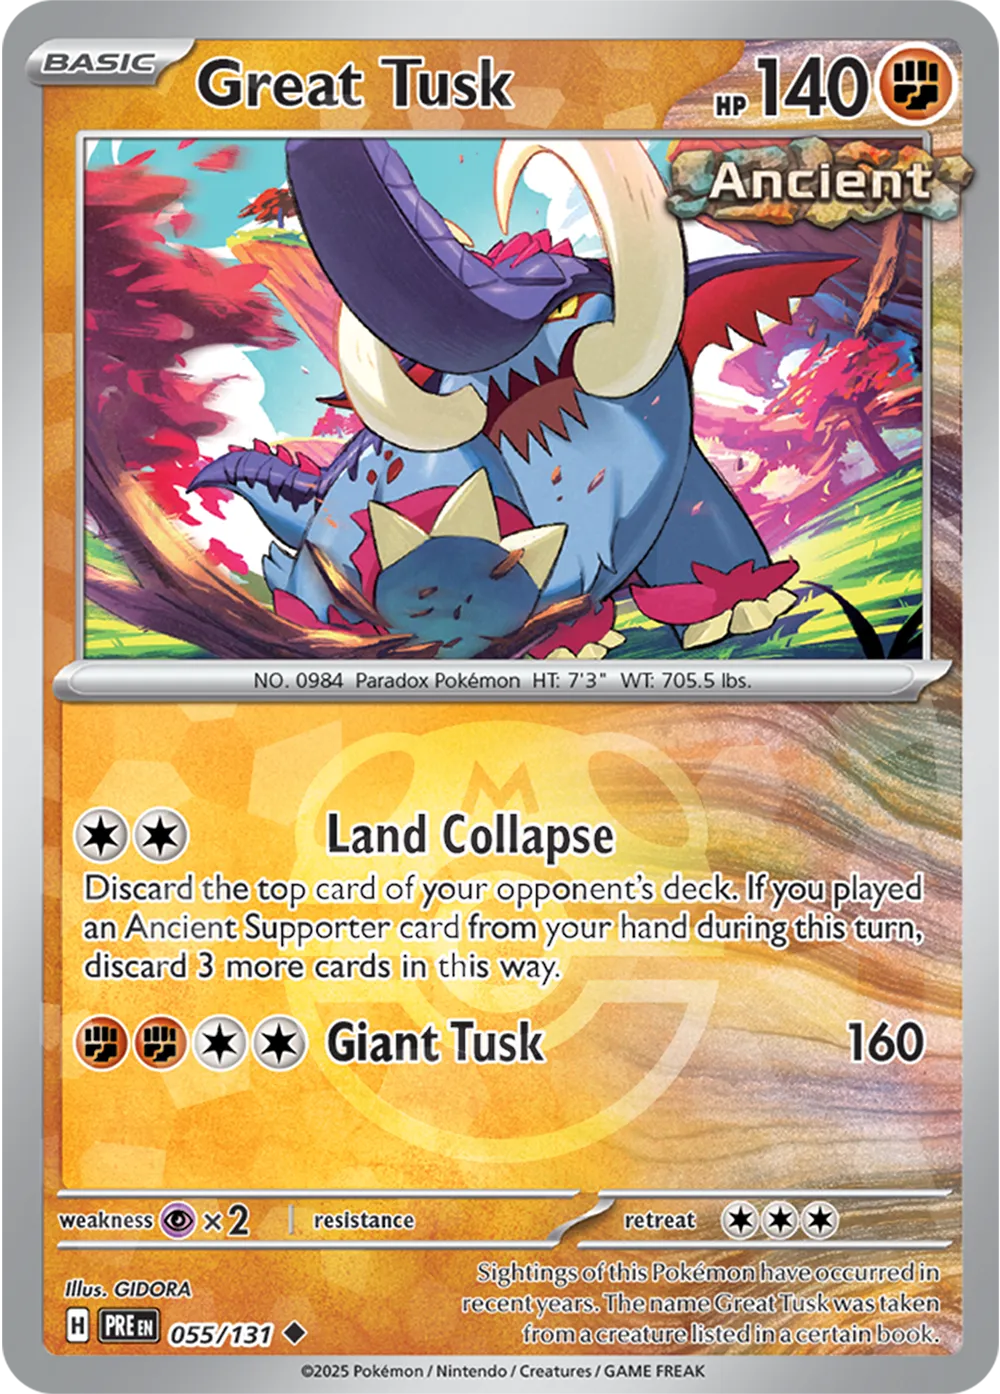 BASIC
Great Tusk
HP 140
Ancient
NO. 0984 Paradox Pokémon HT: 7'3" WT: 705.5 lbs.
M
Land Collapse
Discard the top card of your opponent's deck. If you played
an Ancient Supporter card from your hand during this turn,
discard 3 more cards in this way.
Giant Tusk 160
weakness ×2 resistance retreat
Illus. GIDORA
Sightings of this Pokémon have occurred in
recent years. The name Great Tusk was taken
from a creature listed in a certain book.
H PRE EN 055/131
©2025 Pokémon / Nintendo / Creatures / GAME FREAK